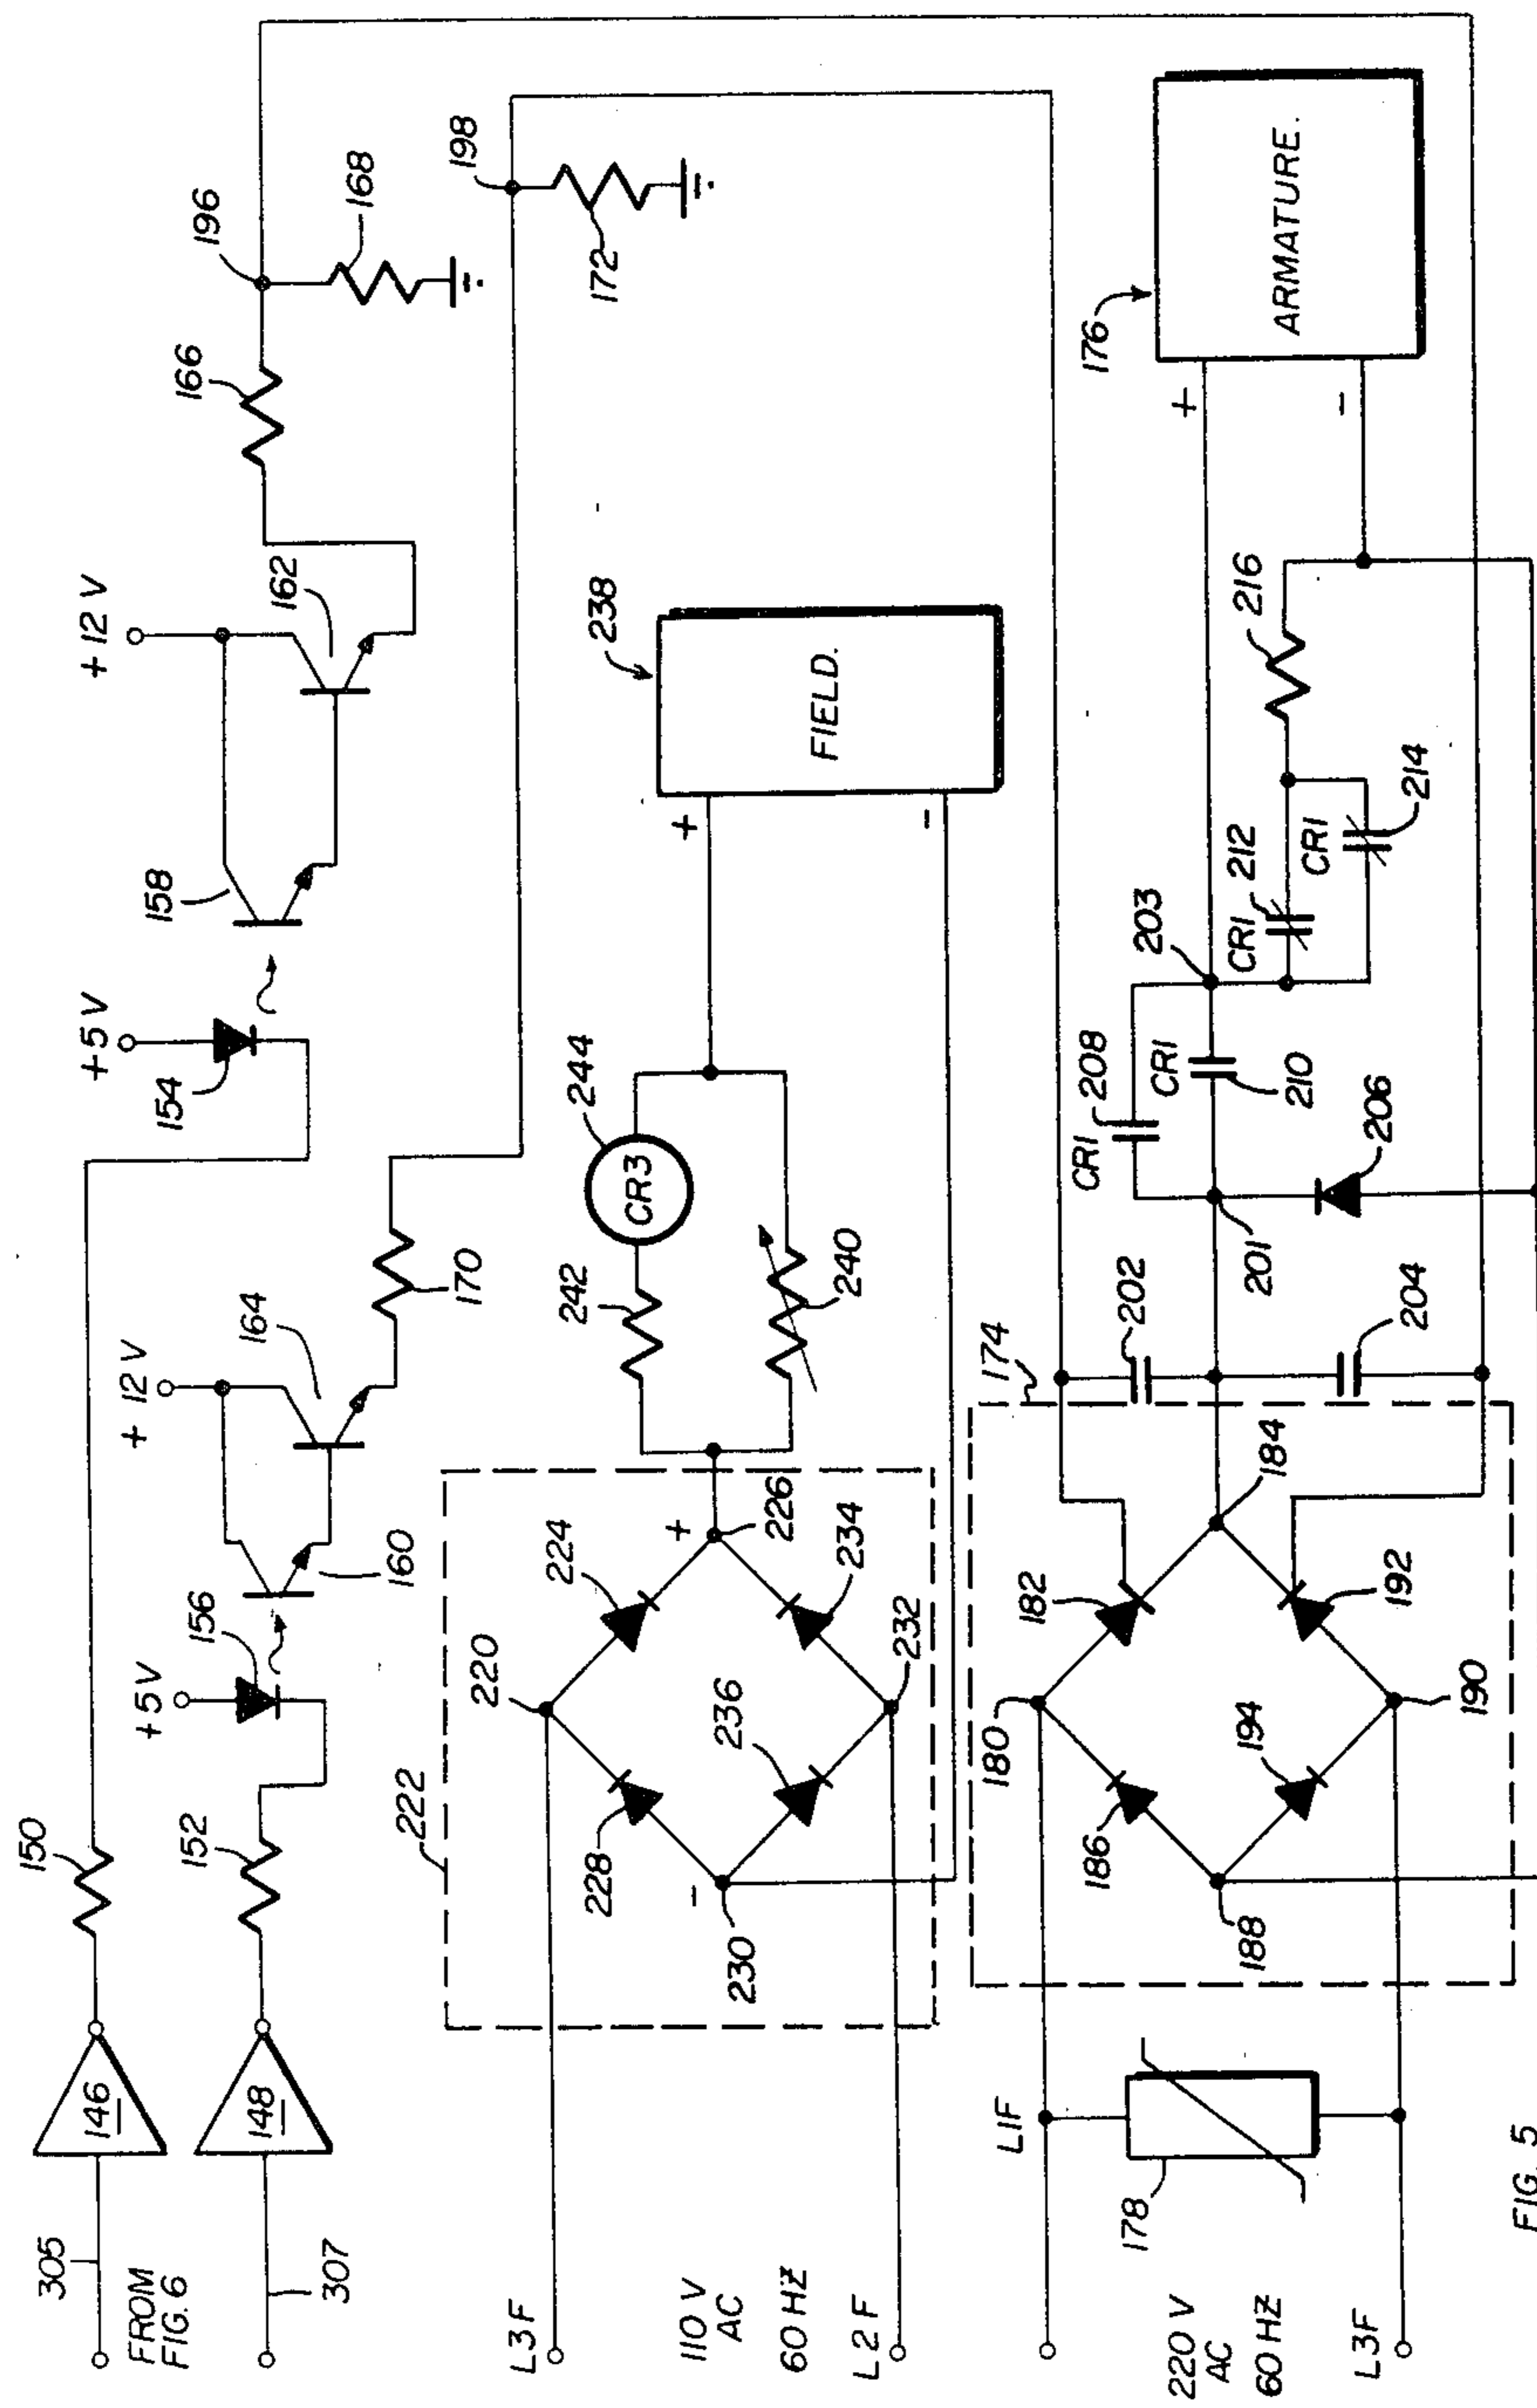 305
FROM
FIG. 6
307
146
148
150
152
+5V
156
160
+ 12 V
164
170
+5V
154
158
+12 V
162
166
196
168
198
172
L3F
110 V
AC
60 HZ
L2F
222
220
228
224
+
226
-
230
236
234
232
242
244
CR3
240
+
-
238
FIELD.
L1F
220 V
AC
60 HZ
L3F
178
180
182
184
186
188
194
192
190
174
202
204
201
206
CR1
208
CR1
210
203
CR1
212
CR1
214
216
+
-
176
ARMATURE.
FIG. 5